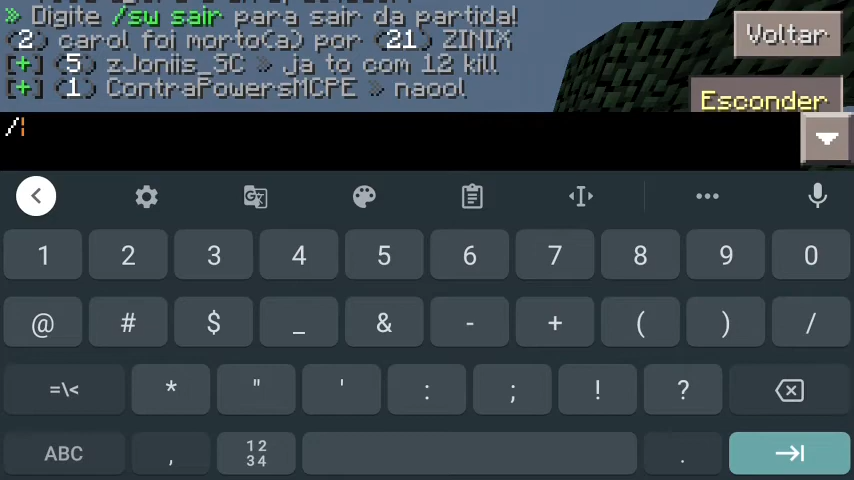 » Digite /sw sair para sair da partida!
(2) carol foi morto(a) por (21) ZINIX
[+] (5) zJoniis_SC » ja to com 12 kill
[+] (1) ContraPowersMCPE » naool
Voltar
Esconder
/
1 2 3 4 5 6 7 8 9 0
@ # $ _ & - + ( ) /
=\< * " ' : ; ! ?
ABC , 12 34 .